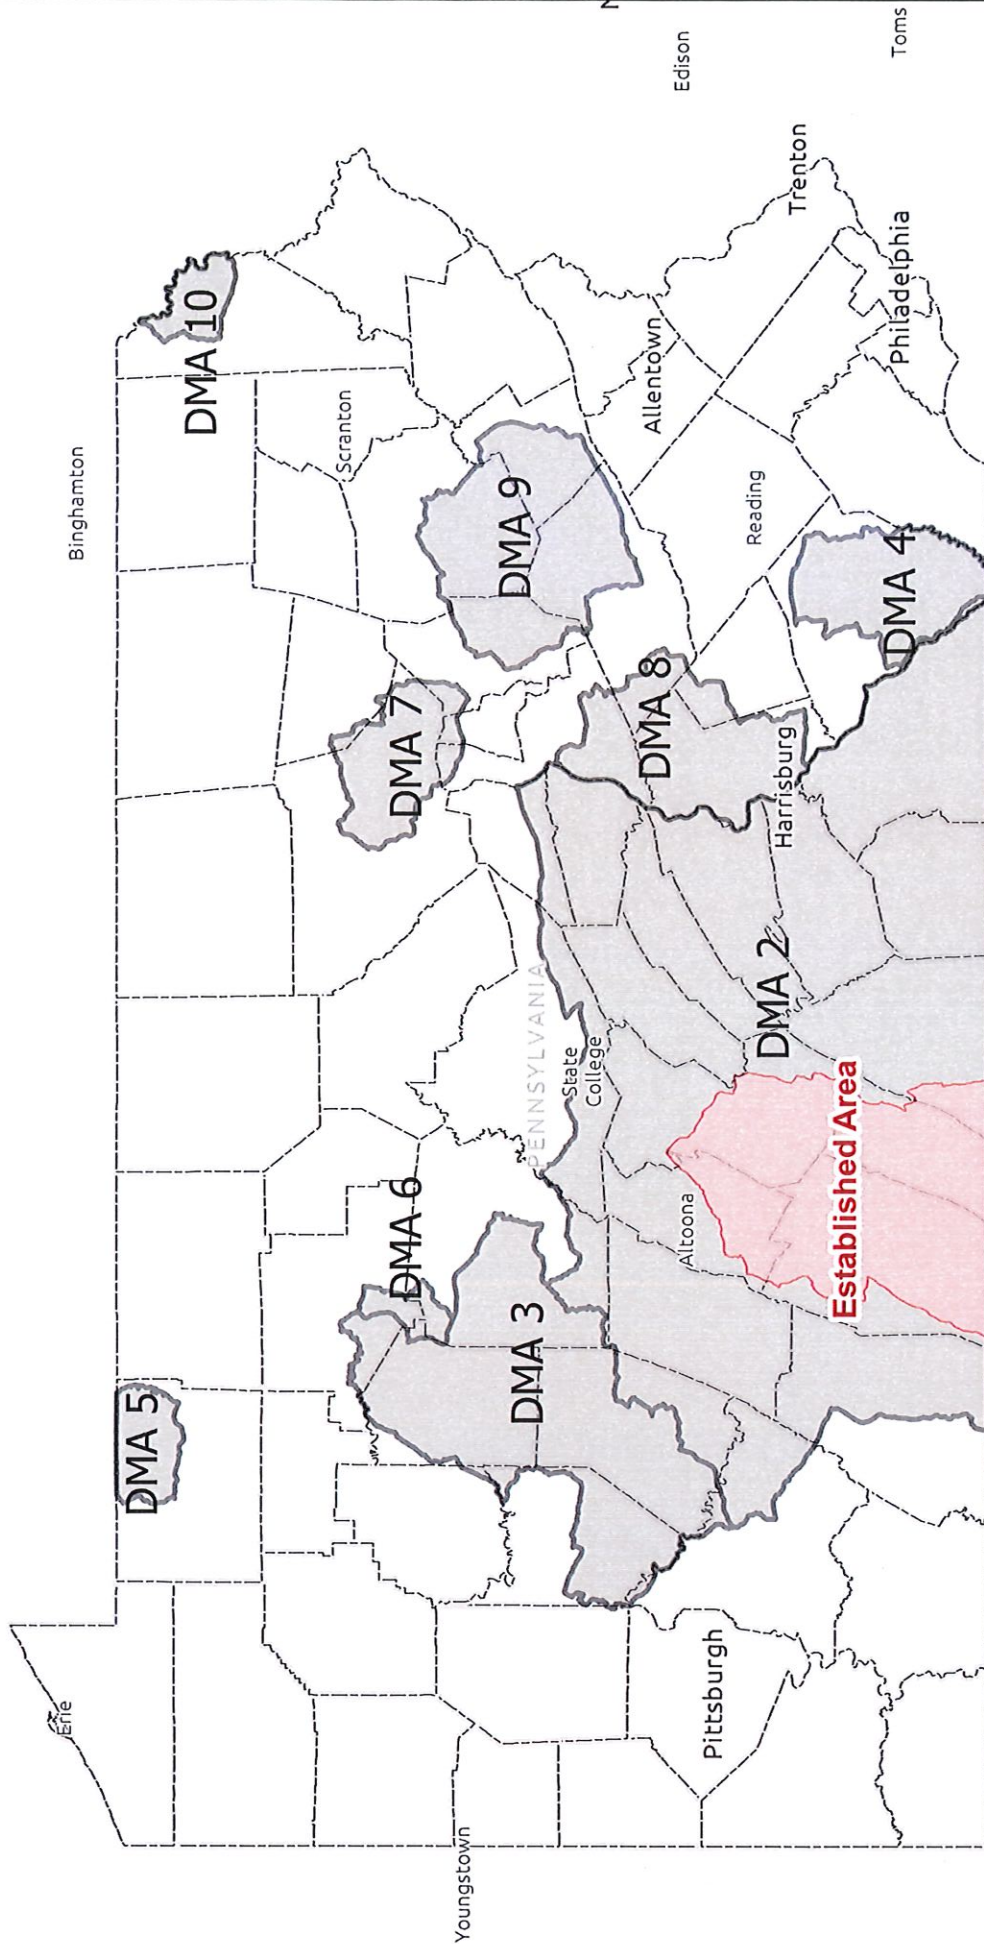 Erie
Binghamton
DMA 5
DMA 10
Scranton
DMA 6
DMA 7
Youngstown
DMA 3
DMA 9
PENNSYLVANIA
State
College
DMA 8
Allentown
Edison
Altoona
Pittsburgh
Reading
DMA 2
Harrisburg
Trenton
Established Area
DMA 4
Philadelphia
Toms